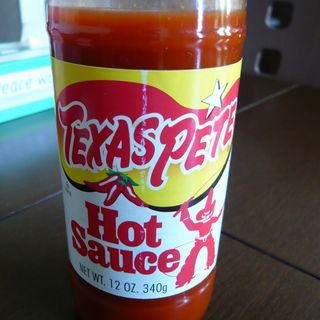 TEXAS PETE
Hot
Sauce
NET WT. 12 OZ. 340g